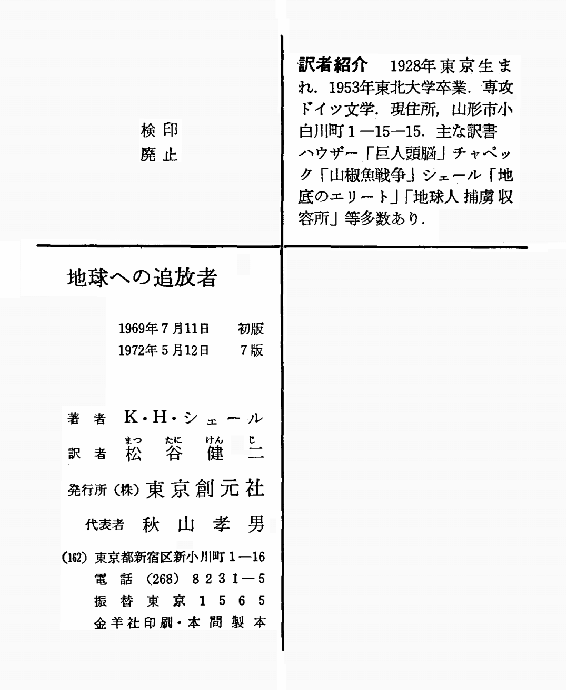 検印
廃止
訳者紹介　1928年東京生ま
れ．1953年東北大学卒業．専攻
ドイツ文学．現住所，山形市小
白川町1―15―15．主な訳書
ハウザー「巨人頭脳」チャペッ
ク「山椒魚戦争」シェール「地
底のエリート」「地球人捕虜収
容所」等多数あり．
地球への追放者
1969年7月11日　初版
1972年5月12日　7版
著者　K・H・シェール
まつ たに けん じ
訳者　松谷健二
発行所（株）東京創元社
代表者　秋山孝男
(162) 東京都新宿区新小川町1―16
電話（268）8231―5
振替東京1565
金羊社印刷・本間製本